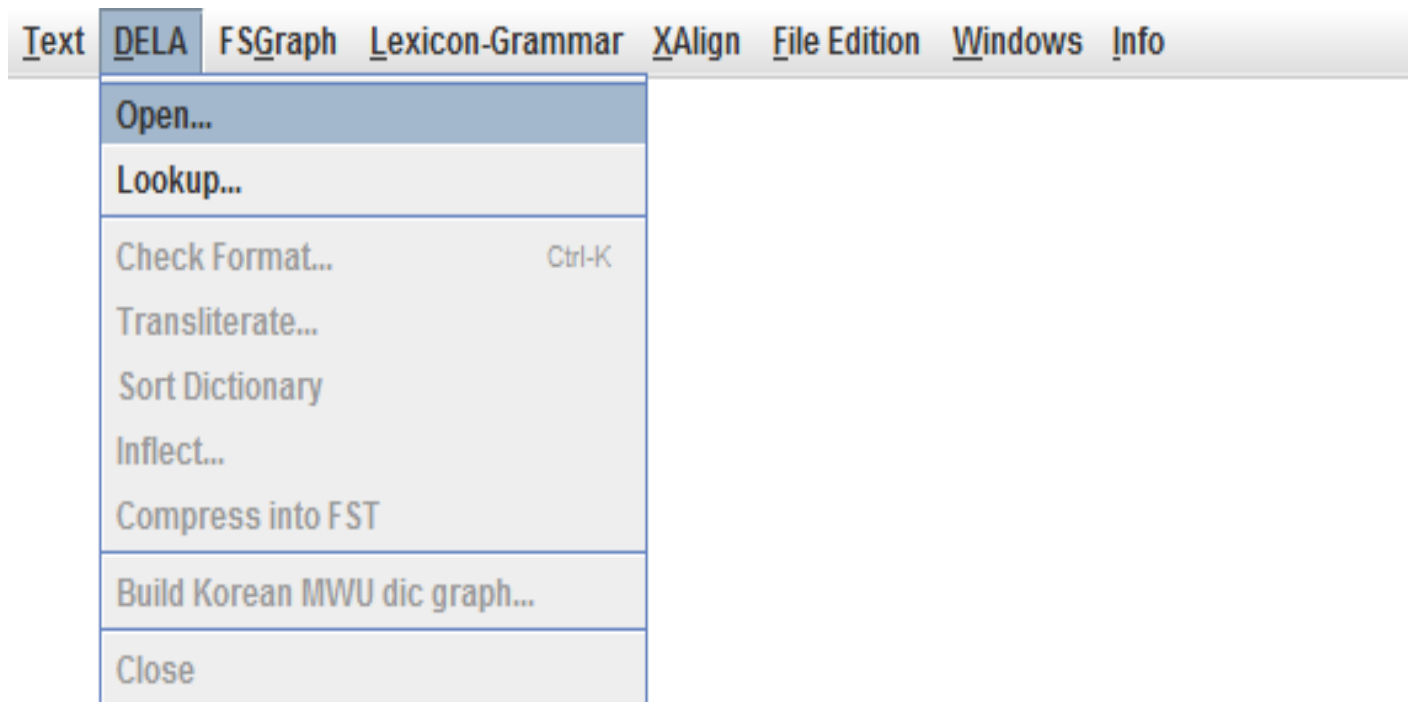 Text DELA FSGraph Lexicon-Grammar XAlign File Edition Windows Info
Open...
Lookup...
Check Format... Ctrl-K
Transliterate...
Sort Dictionary
Inflect...
Compress into FST
Build Korean MWU dic graph...
Close